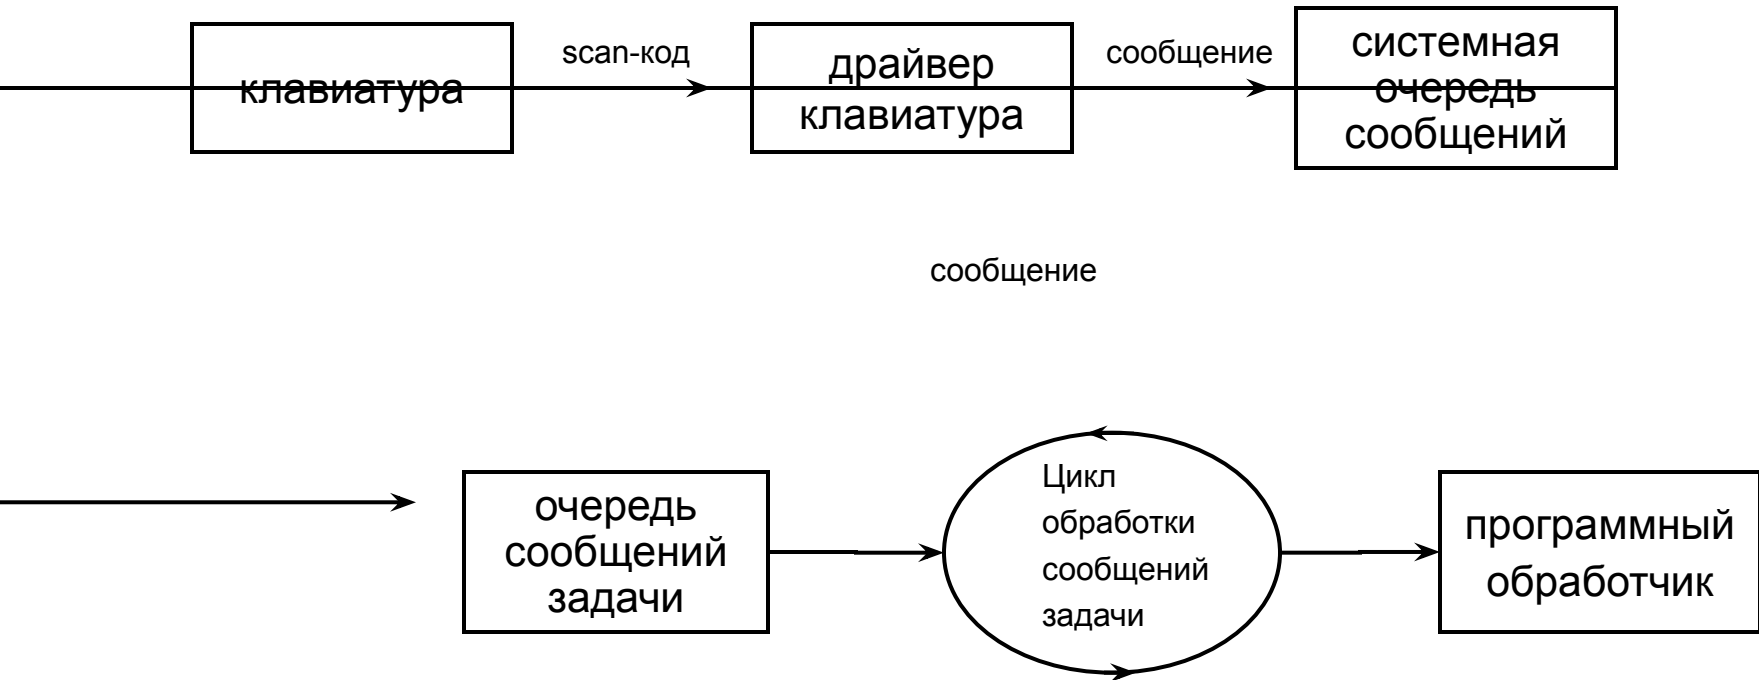 клавиатура
scan-код
драйвер
клавиатура
сообщение
системная
очередь
сообщений
сообщение
очередь
сообщений
задачи
Цикл
обработки
сообщений
задачи
программный
обработчик